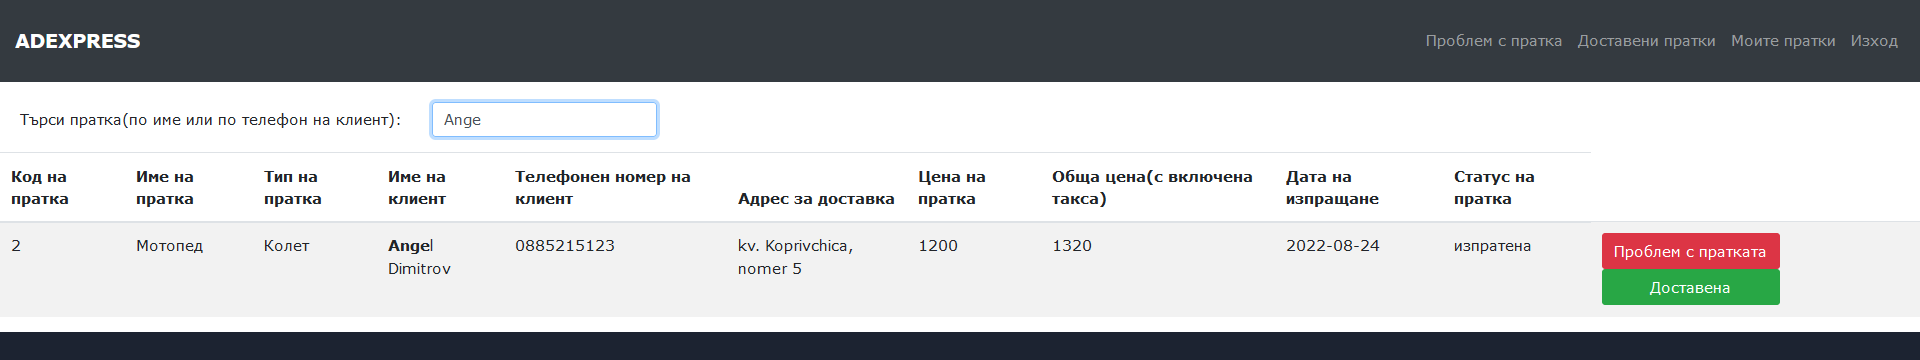 ADEXPRESS
Проблем с пратка Доставени пратки Моите пратки Изход
Търси пратка(по име или по телефон на клиент): Ange
Код на пратка Име на пратка Тип на пратка Име на клиент Телефонен номер на клиент Адрес за доставка Цена на пратка Обща цена(с включена такса) Дата на изпращане Статус на пратка
2 Мотопед Колет Angel Dimitrov 0885215123 kv. Koprivchica, nomer 5 1200 1320 2022-08-24 изпратена Проблем с пратката
Доставена